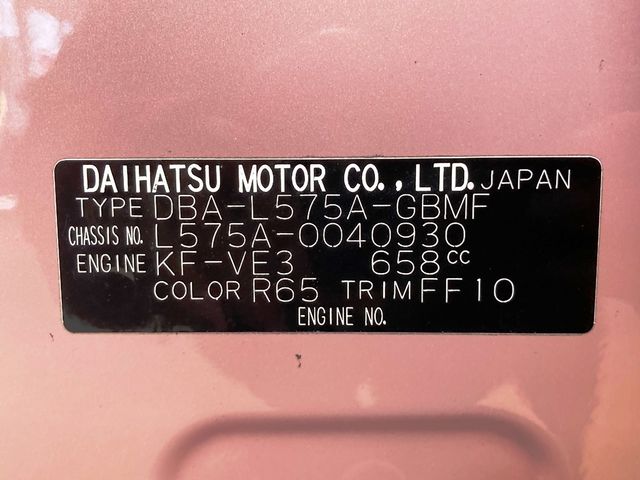 DAIHATSU MOTOR CO., LTD. JAPAN
TYPE DBA-L575A-GBMF
CHASSIS NO. L575A-0040930
ENGINE KF-VE3 658cc
COLOR R65 TRIM FF10
ENGINE NO.